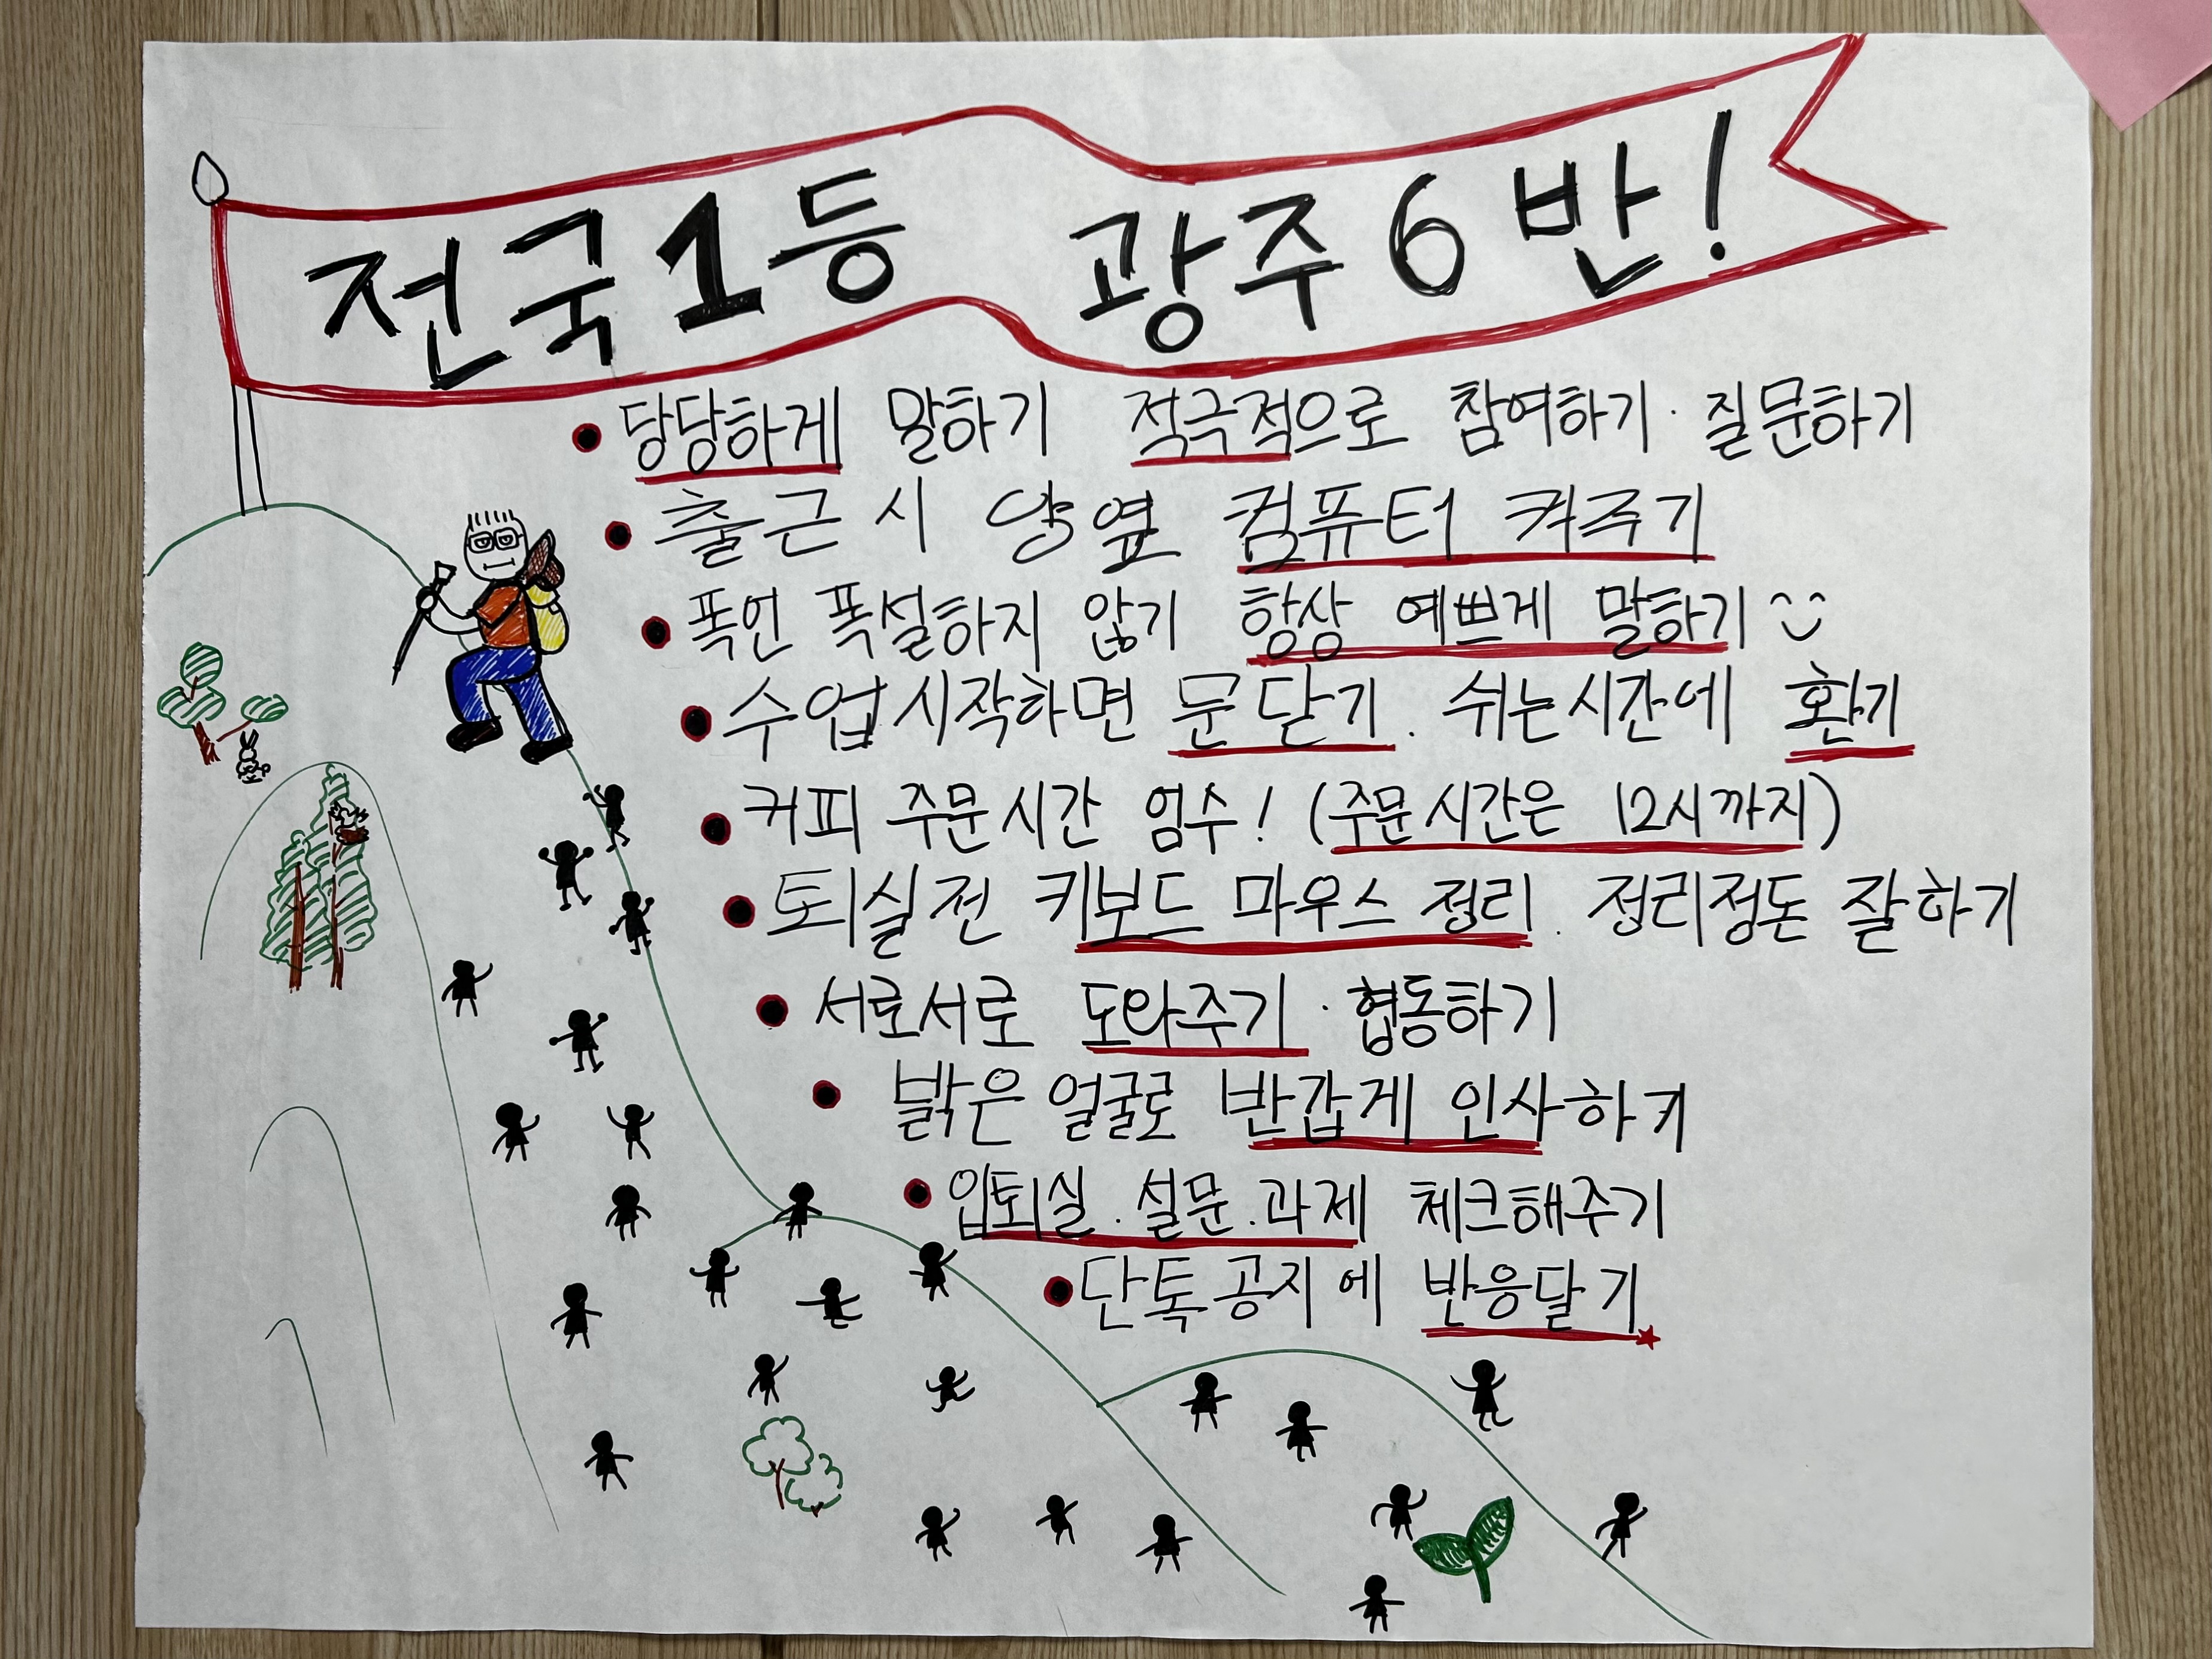 전국 1등 광주 6반!
당당하게 말하기 적극적으로 참여하기 · 질문하기
출근 시 양옆 컴퓨터 켜주기
폭언 폭설하지 않기 항상 예쁘게 말하기
수업 시작하면 문 닫기. 쉬는시간에 환기
커피 주문시간 엄수! (주문시간은 12시까지)
퇴실 전 키보드 마우스 정리. 정리정돈 잘하기
서로서로 도와주기 · 협동하기
밝은 얼굴로 반갑게 인사하기
입퇴실. 설문. 과제 체크해주기
단톡공지에 반응달기